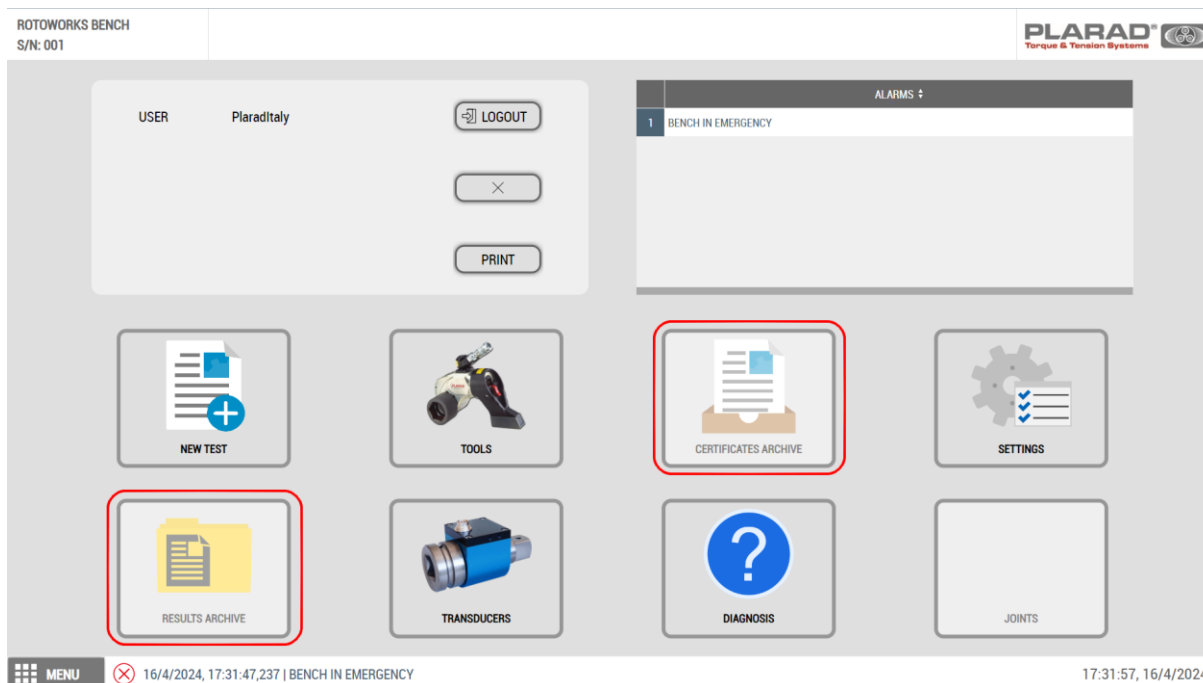 ROTOWORKS BENCH
S/N: 001
PLARAD
Torque & Tension Systems
USER PlaradItaly
LOGOUT
PRINT
ALARMS
1 BENCH IN EMERGENCY
NEW TEST
TOOLS
CERTIFICATES ARCHIVE
SETTINGS
RESULTS ARCHIVE
TRANSDUCERS
DIAGNOSIS
JOINTS
MENU
16/4/2024, 17:31:47,237 | BENCH IN EMERGENCY
17:31:57, 16/4/2024